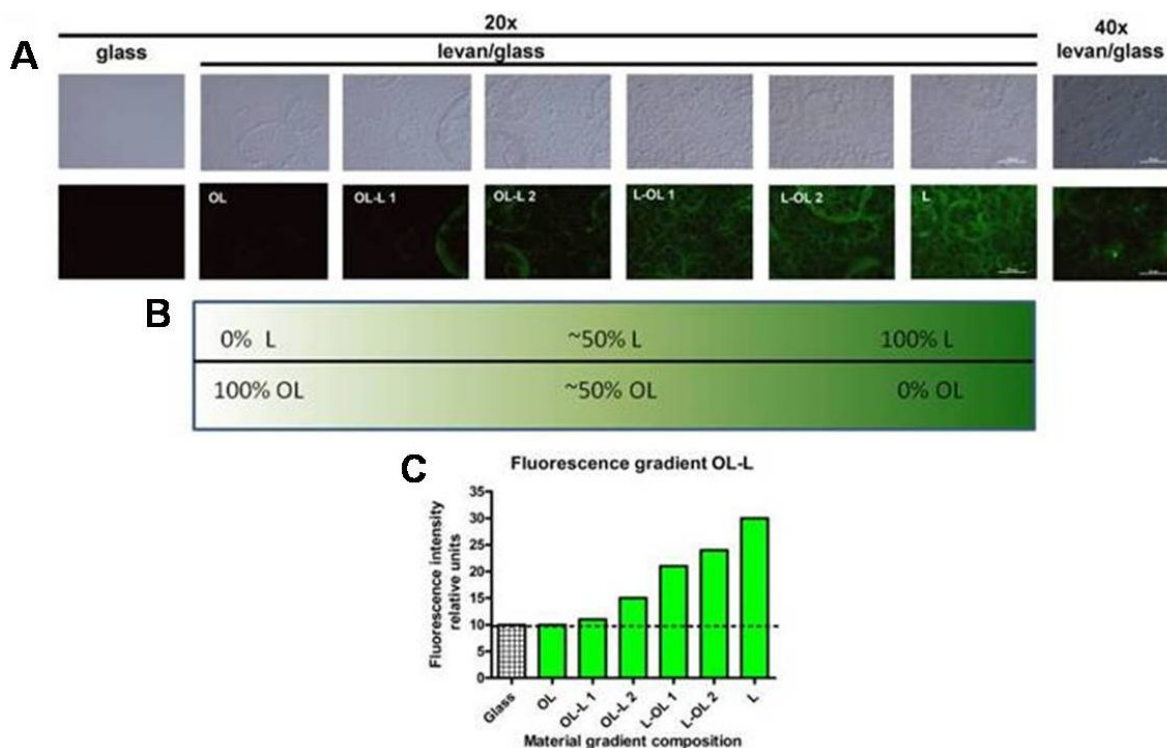 A
20x
40x
glass
levan/glass
levan/glass
OL
OL-L 1
OL-L 2
L-OL 1
L-OL 2
L
B
0% L
~50% L
100% L
100% OL
~50% OL
0% OL
C
Fluorescence gradient OL-L
Fluorescence intensity
relative units
35
30
25
20
15
10
5
0
Glass
OL
OL-L 1
OL-L 2
L-OL 1
L-OL 2
L
Material gradient composition